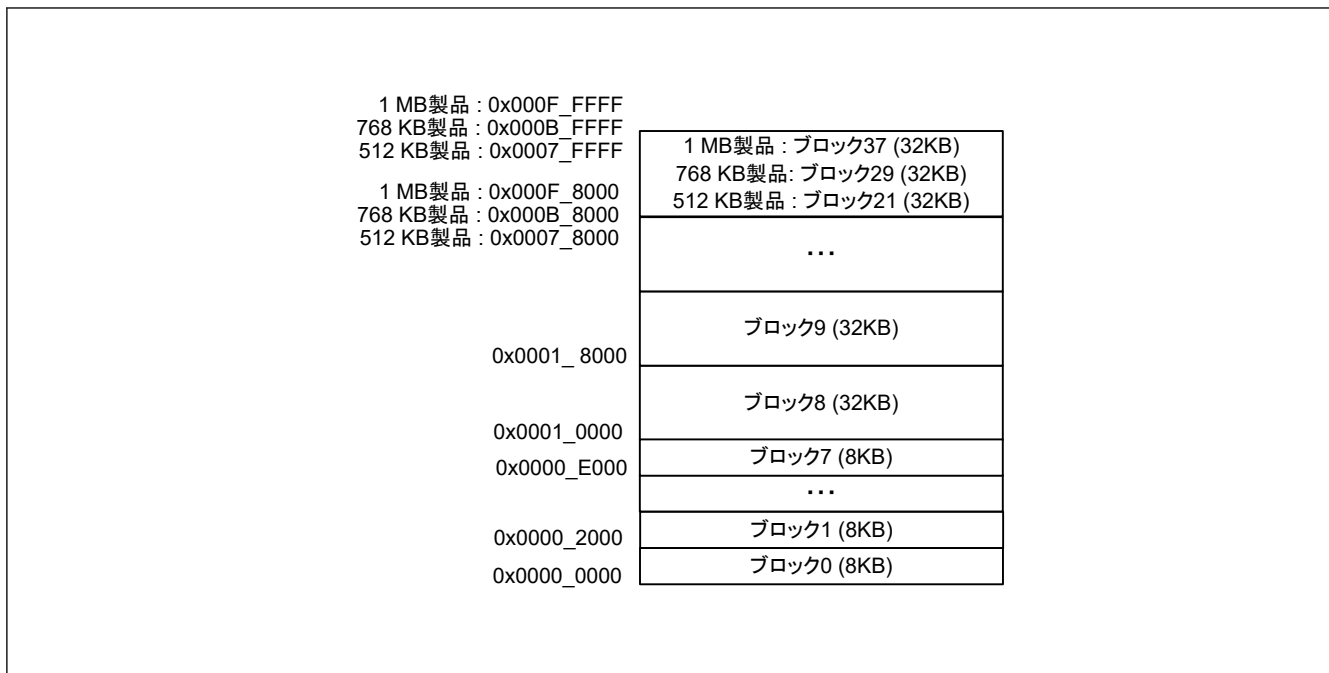 1 MB製品 : 0x000F_FFFF
768 KB製品 : 0x000B_FFFF
512 KB製品 : 0x0007_FFFF
1 MB製品 : 0x000F_8000
768 KB製品 : 0x000B_8000
512 KB製品 : 0x0007_8000
1 MB製品 : ブロック37 (32KB)
768 KB製品: ブロック29 (32KB)
512 KB製品 : ブロック21 (32KB)
...
ブロック9 (32KB)
0x0001_ 8000
ブロック8 (32KB)
0x0001_0000
ブロック7 (8KB)
0x0000_E000
...
ブロック1 (8KB)
0x0000_2000
ブロック0 (8KB)
0x0000_0000